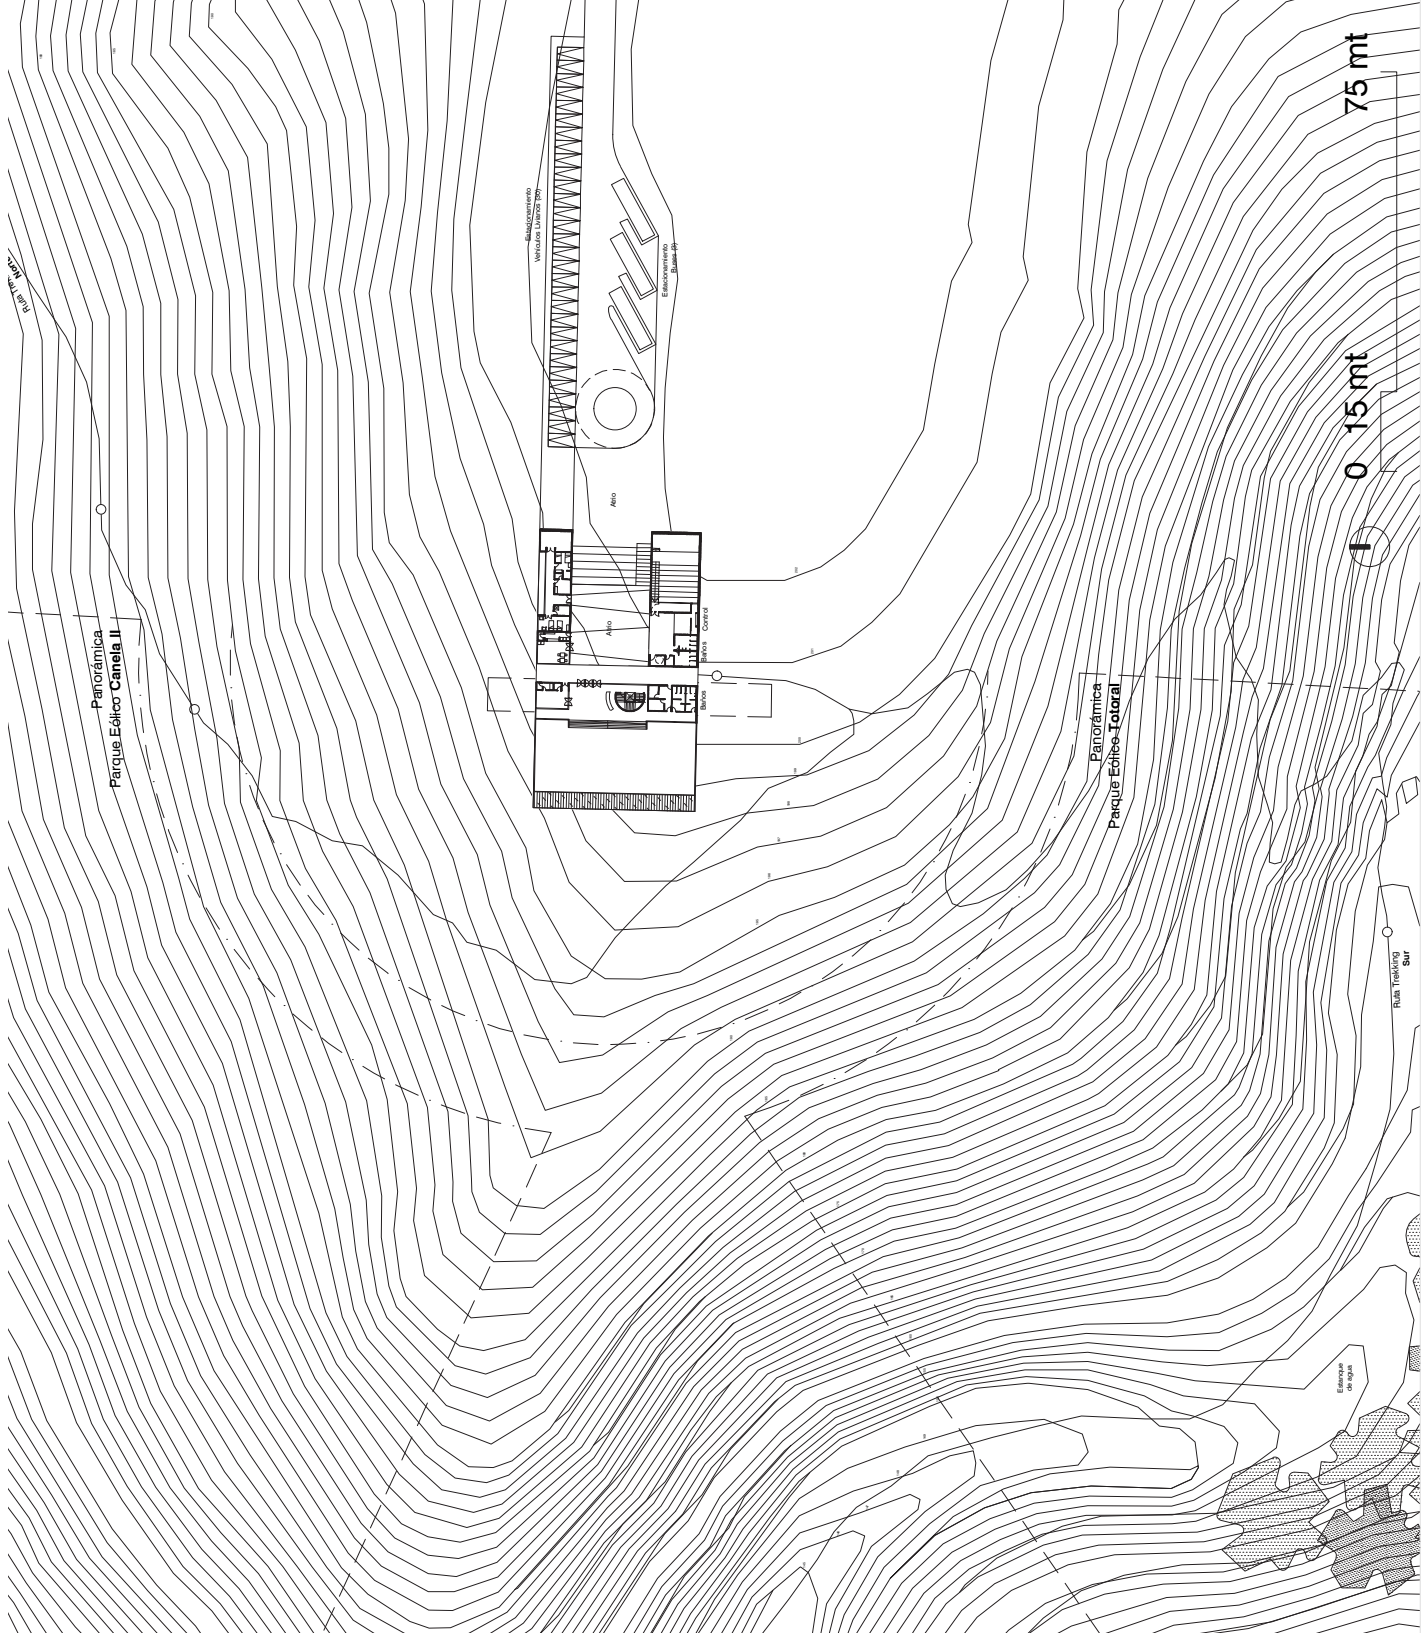 75 mt
15 mt
0
Estacionamiento
Vehículos Livianos (30)
Estacionamiento
Buses (3)
Atrio
Atrio
Control
Baños
Baños
Norte
Panorámica
Parque Eólico Canela II
Panorámica
Parque Eólico Totoral
Ruta Trekking
Sur
Estanque
de agua